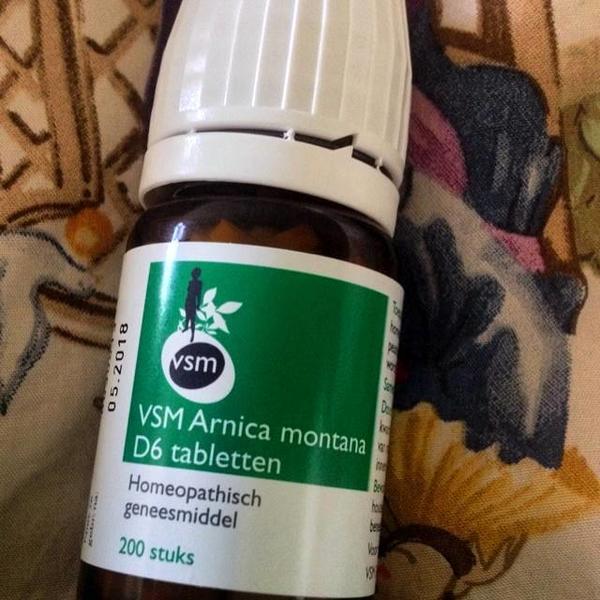 vsm
VSM Arnica montana
D6 tabletten
Homeopathisch
geneesmiddel
200 stuks
05.2018